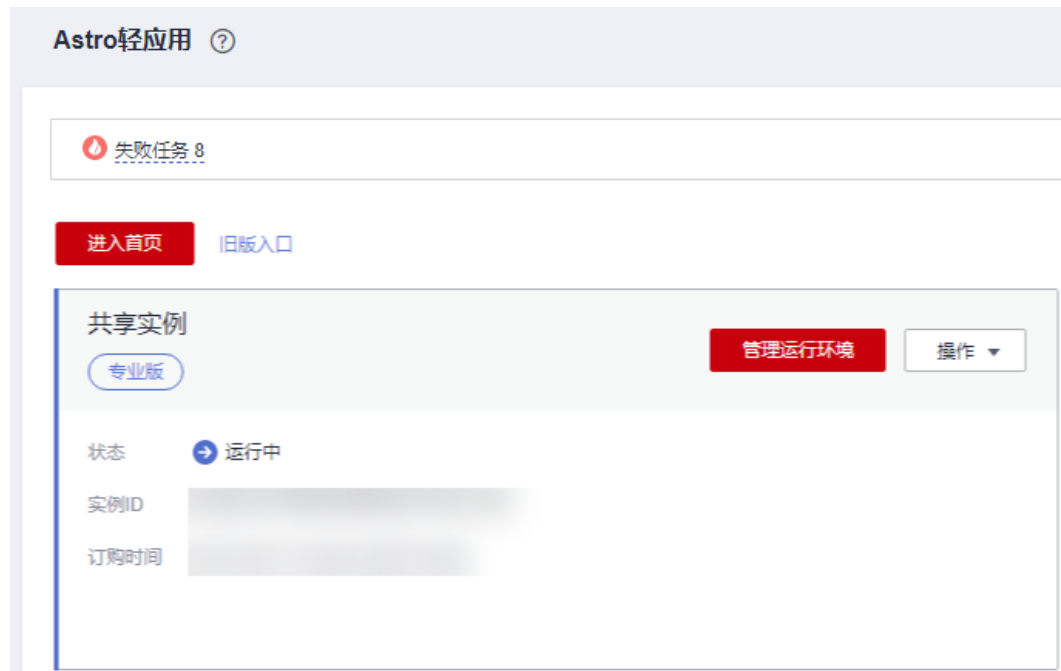 Astro轻应用 ?
失败任务 8
进入首页 旧版入口
共享实例
专业版
管理运行环境 操作
状态 运行中
实例ID
订购时间